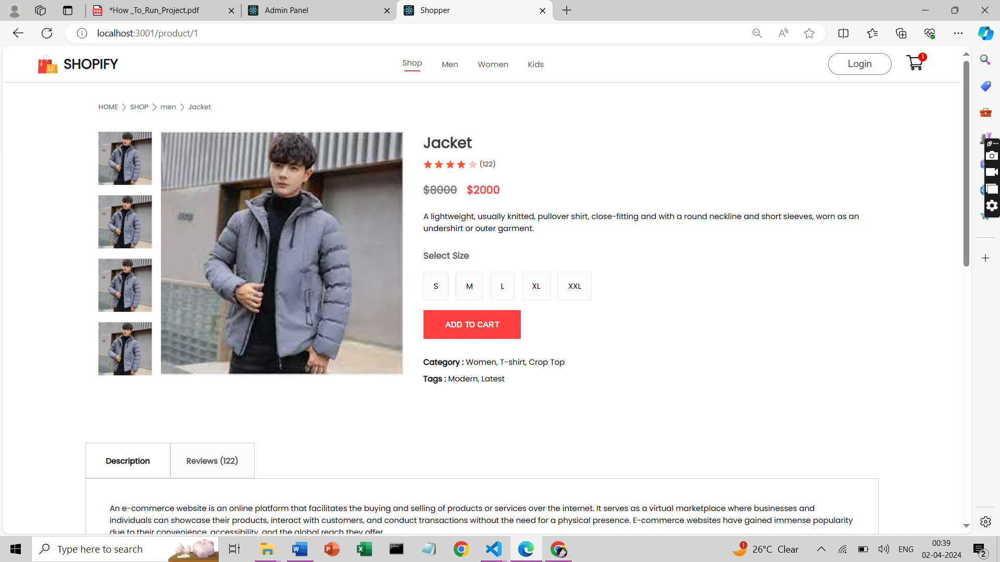 *How _To_Run_Project.pdf
Admin Panel
Shopper
localhost:3001/product/1
SHOPIFY
Shop
Men
Women
Kids
Login
1
HOME
SHOP
men
Jacket
Jacket
(122)
$8000 $2000
A lightweight, usually knitted, pullover shirt, close-fitting and with a round neckline and short sleeves, worn as an
undershirt or outer garment.
Select Size
S
M
L
XL
XXL
ADD TO CART
Category : Women, T-shirt, Crop Top
Tags : Modern, Latest
Description
Reviews (122)
An e-commerce website is an online platform that facilitates the buying and selling of products or services over the internet. It serves as a virtual marketplace where businesses and
individuals can showcase their products, interact with customers, and conduct transactions without the need for a physical presence. E-commerce websites have gained immense popularity
due to their convenience, accessibility, and the global reach they offer.
Type here to search
1
26°C Clear
ENG
00:39
02-04-2024
2